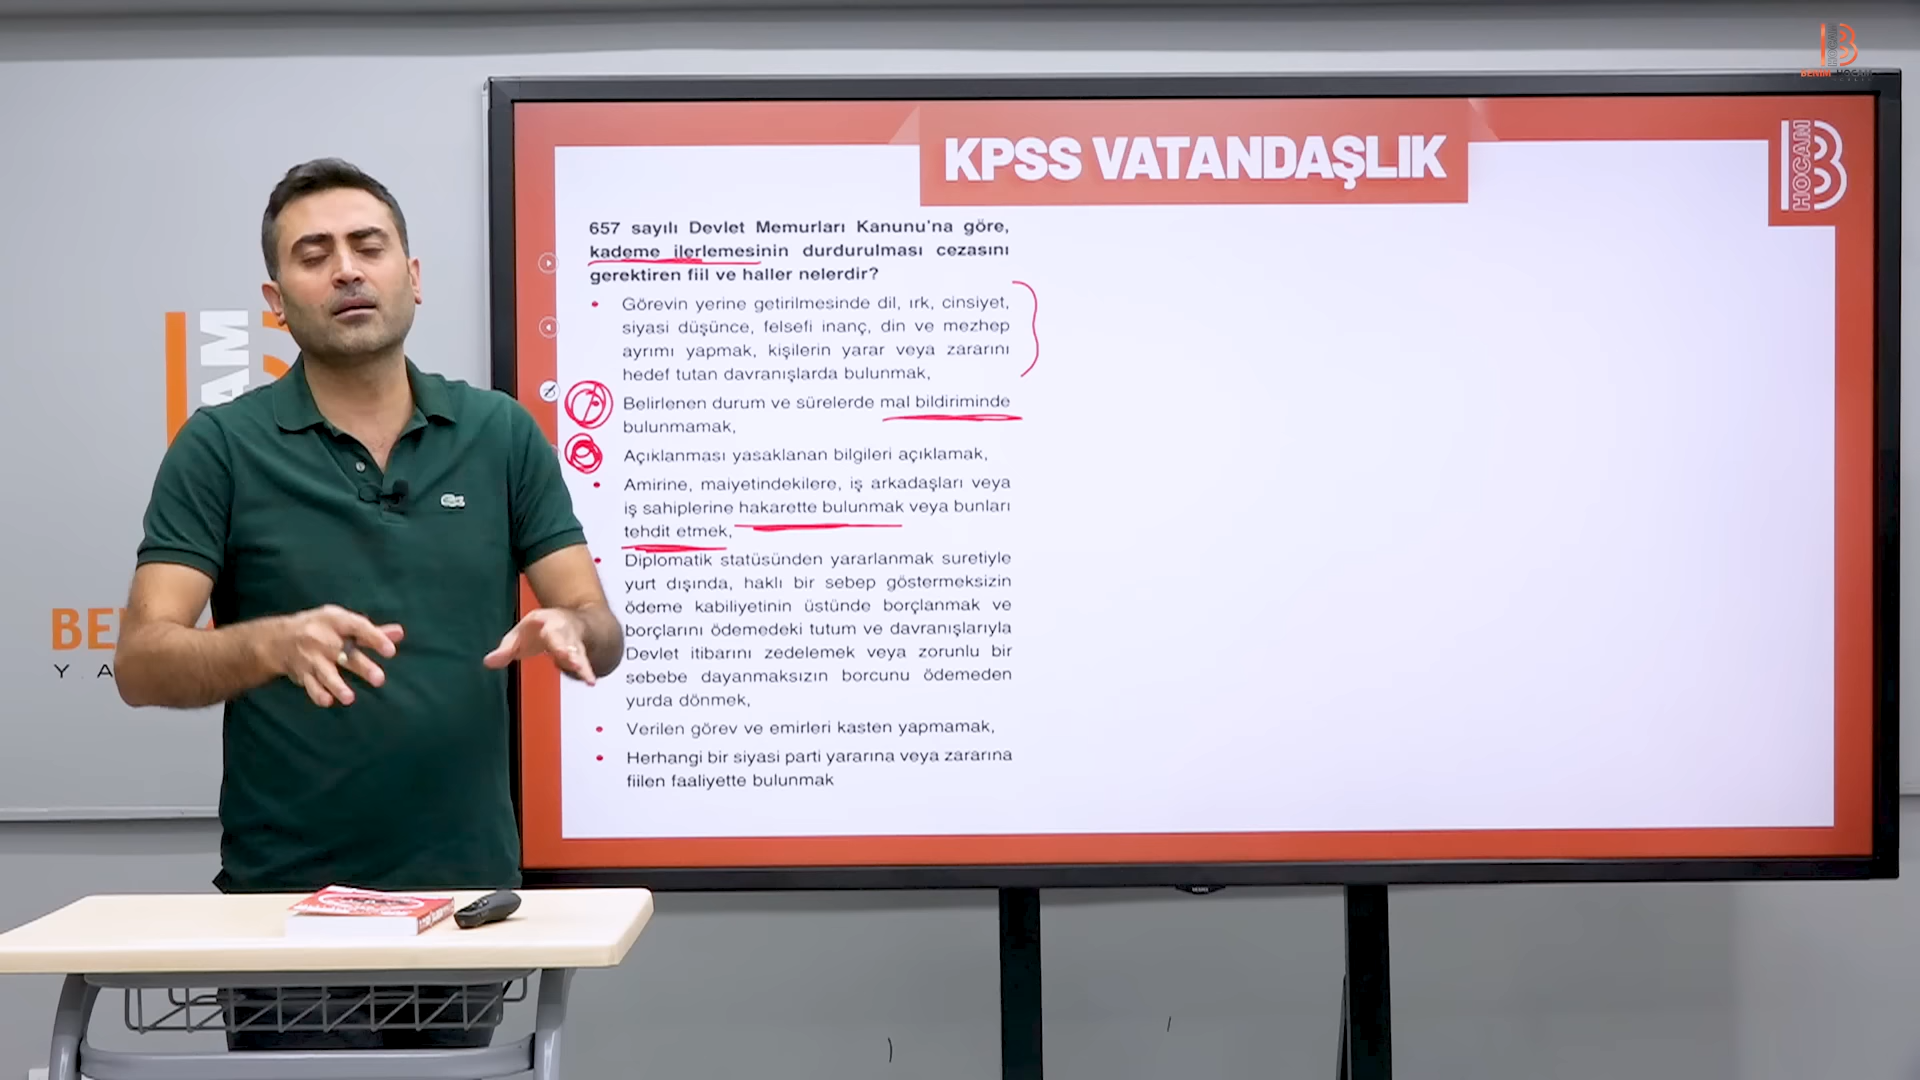 BENİM HOCAM
KPSS VATANDAŞLIK
HOCAM
657 sayılı Devlet Memurları Kanunu'na göre,
kademe ilerlemesinin durdurulması cezasını
gerektiren fiil ve haller nelerdir?
• Görevin yerine getirilmesinde dil, ırk, cinsiyet,
siyasi düşünce, felsefi inanç, din ve mezhep
ayrımı yapmak, kişilerin yarar veya zararını
hedef tutan davranışlarda bulunmak,
Belirlenen durum ve sürelerde mal bildiriminde
bulunmamak,
Açıklanması yasaklanan bilgileri açıklamak,
• Amirine, maiyetindekilere, iş arkadaşları veya
iş sahiplerine hakarette bulunmak veya bunları
tehdit etmek,
• Diplomatik statüsünden yararlanmak suretiyle
yurt dışında, haklı bir sebep göstermeksizin
ödeme kabiliyetinin üstünde borçlanmak ve
borçlarını ödemedeki tutum ve davranışlarıyla
Devlet itibarını zedelemek veya zorunlu bir
sebebe dayanmaksızın borcunu ödemeden
yurda dönmek,
• Verilen görev ve emirleri kasten yapmamak,
• Herhangi bir siyasi parti yararına veya zararına
fiilen faaliyette bulunmak
AM
BE
YA